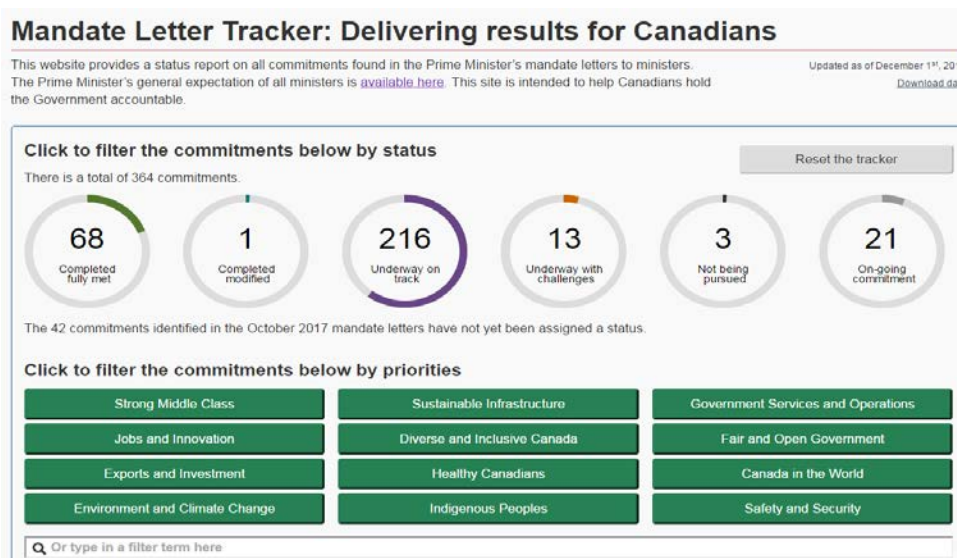 Mandate Letter Tracker: Delivering results for Canadians
This website provides a status report on all commitments found in the Prime Minister's mandate letters to ministers.
The Prime Minister's general expectation of all ministers is available here. This site is intended to help Canadians hold
the Government accountable.
Updated as of December 1st, 201
Download da
Click to filter the commitments below by status
Reset the tracker
There is a total of 364 commitments.
68
Completed
fully met
1
Completed
modified
216
Underway on
track
13
Underway with
challenges
3
Not being
pursued
21
On-going
commitment
The 42 commitments identified in the October 2017 mandate letters have not yet been assigned a status.
Click to filter the commitments below by priorities
Strong Middle Class
Sustainable Infrastructure
Government Services and Operations
Jobs and Innovation
Diverse and Inclusive Canada
Fair and Open Government
Exports and Investment
Healthy Canadians
Canada in the World
Environment and Climate Change
Indigenous Peoples
Safety and Security
Or type in a filter term here